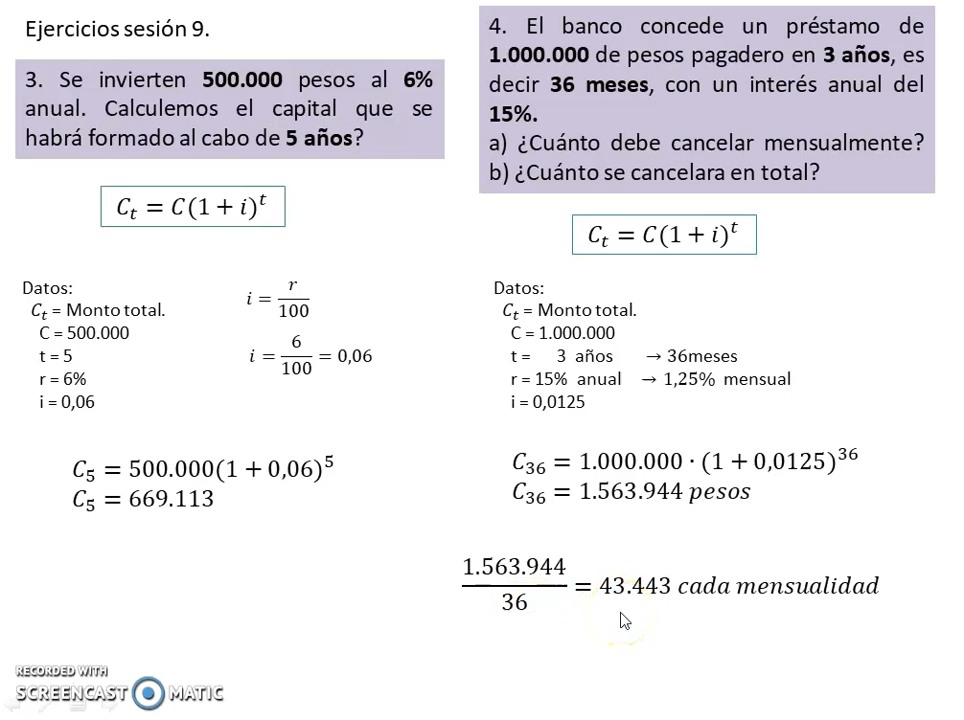 Ejercicios sesión 9.
3. Se invierten 500.000 pesos al 6%
anual. Calculemos el capital que se
habrá formado al cabo de 5 años?
C_t = C(1 + i)^t
Datos:
C_t = Monto total.
C = 500.000
t = 5
r = 6%
i = 0,06
i = r/100
i = 6/100 = 0,06
C_5 = 500.000(1 + 0,06)^5
C_5 = 669.113
4. El banco concede un préstamo de
1.000.000 de pesos pagadero en 3 años, es
decir 36 meses, con un interés anual del
15%.
a) ¿Cuánto debe cancelar mensualmente?
b) ¿Cuánto se cancelara en total?
C_t = C(1 + i)^t
Datos:
C_t = Monto total.
C = 1.000.000
t = 3 años → 36meses
r = 15% anual → 1,25% mensual
i = 0,0125
C_36 = 1.000.000 · (1 + 0,0125)^36
C_36 = 1.563.944 pesos
1.563.944/36 = 43.443 cada mensualidad
RECORDED WITH
SCREENCAST MATIC